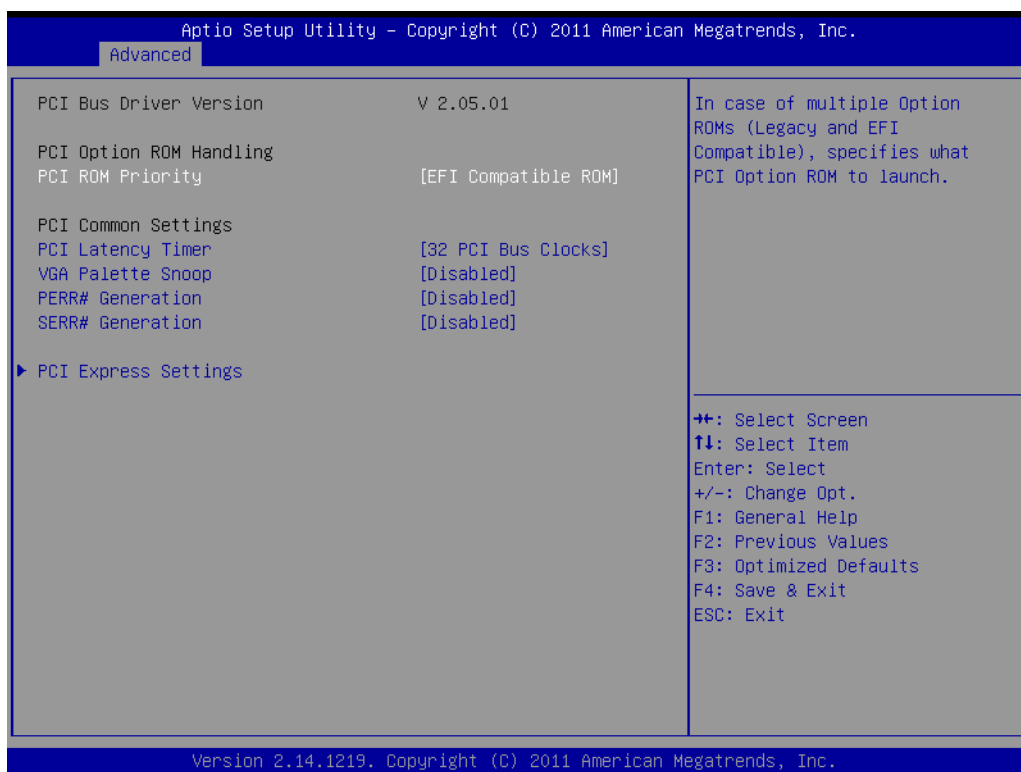 Aptio Setup Utility – Copyright (C) 2011 American Megatrends, Inc.
Advanced
PCI Bus Driver Version V 2.05.01
PCI Option ROM Handling
PCI ROM Priority [EFI Compatible ROM]
PCI Common Settings
PCI Latency Timer [32 PCI Bus Clocks]
VGA Palette Snoop [Disabled]
PERR# Generation [Disabled]
SERR# Generation [Disabled]
▶ PCI Express Settings
In case of multiple Option
ROMs (Legacy and EFI
Compatible), specifies what
PCI Option ROM to launch.
→←: Select Screen
↑↓: Select Item
Enter: Select
+/-: Change Opt.
F1: General Help
F2: Previous Values
F3: Optimized Defaults
F4: Save & Exit
ESC: Exit
Version 2.14.1219. Copyright (C) 2011 American Megatrends, Inc.